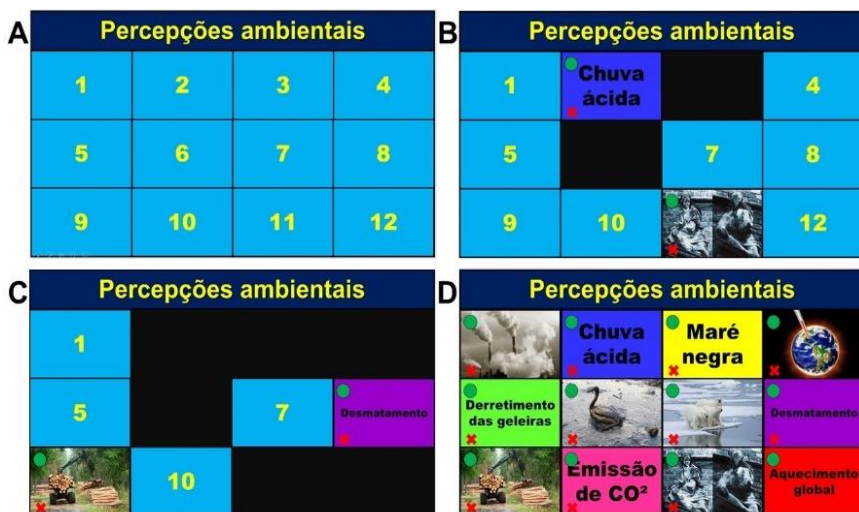 A
Percepções ambientais
1 2 3 4
5 6 7 8
9 10 11 12
B
Percepções ambientais
1 Chuva ácida 4
5 7 8
9 10 12
C
Percepções ambientais
1
5 7 Desmatamento
10
D
Percepções ambientais
Chuva
ácida
Maré
negra
Derretimento
das geleiras
Desmatamento
Emissão
de CO²
Aquecimento
global